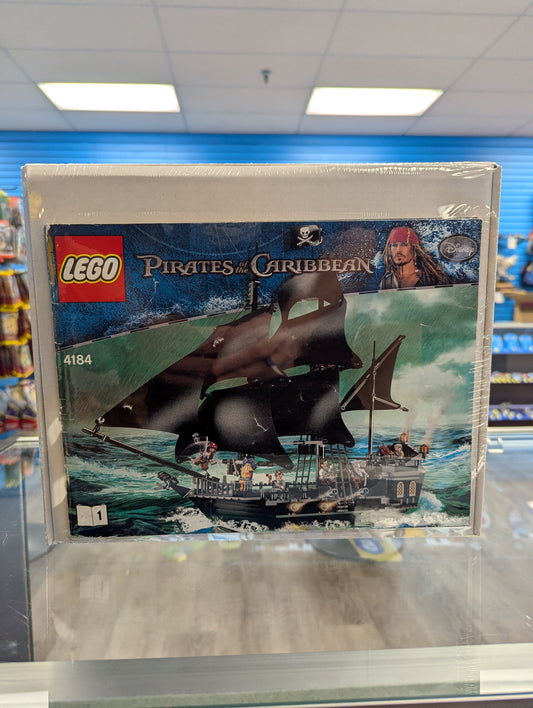 LEGO
PIRATES of the CARIBBEAN
Disney
4184
1